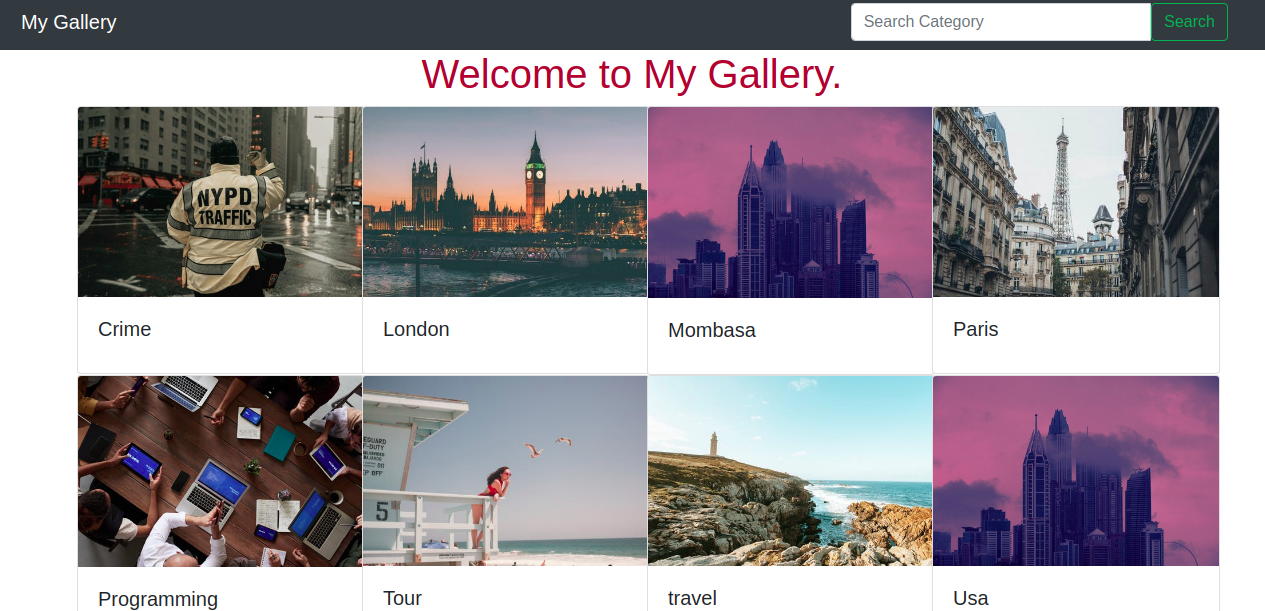 My Gallery
Search Category
Search
Welcome to My Gallery.
NYPD
TRAFFIC
Crime
London
Mombasa
Paris
5
Programming
Tour
travel
Usa